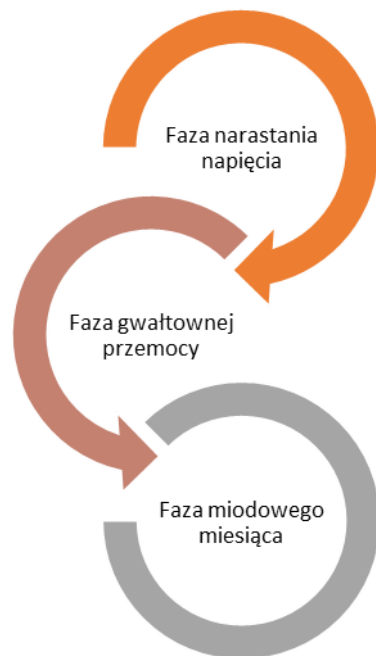 Faza narastania
napięcia
Faza gwałtownej
przemocy
Faza miodowego
miesiąca